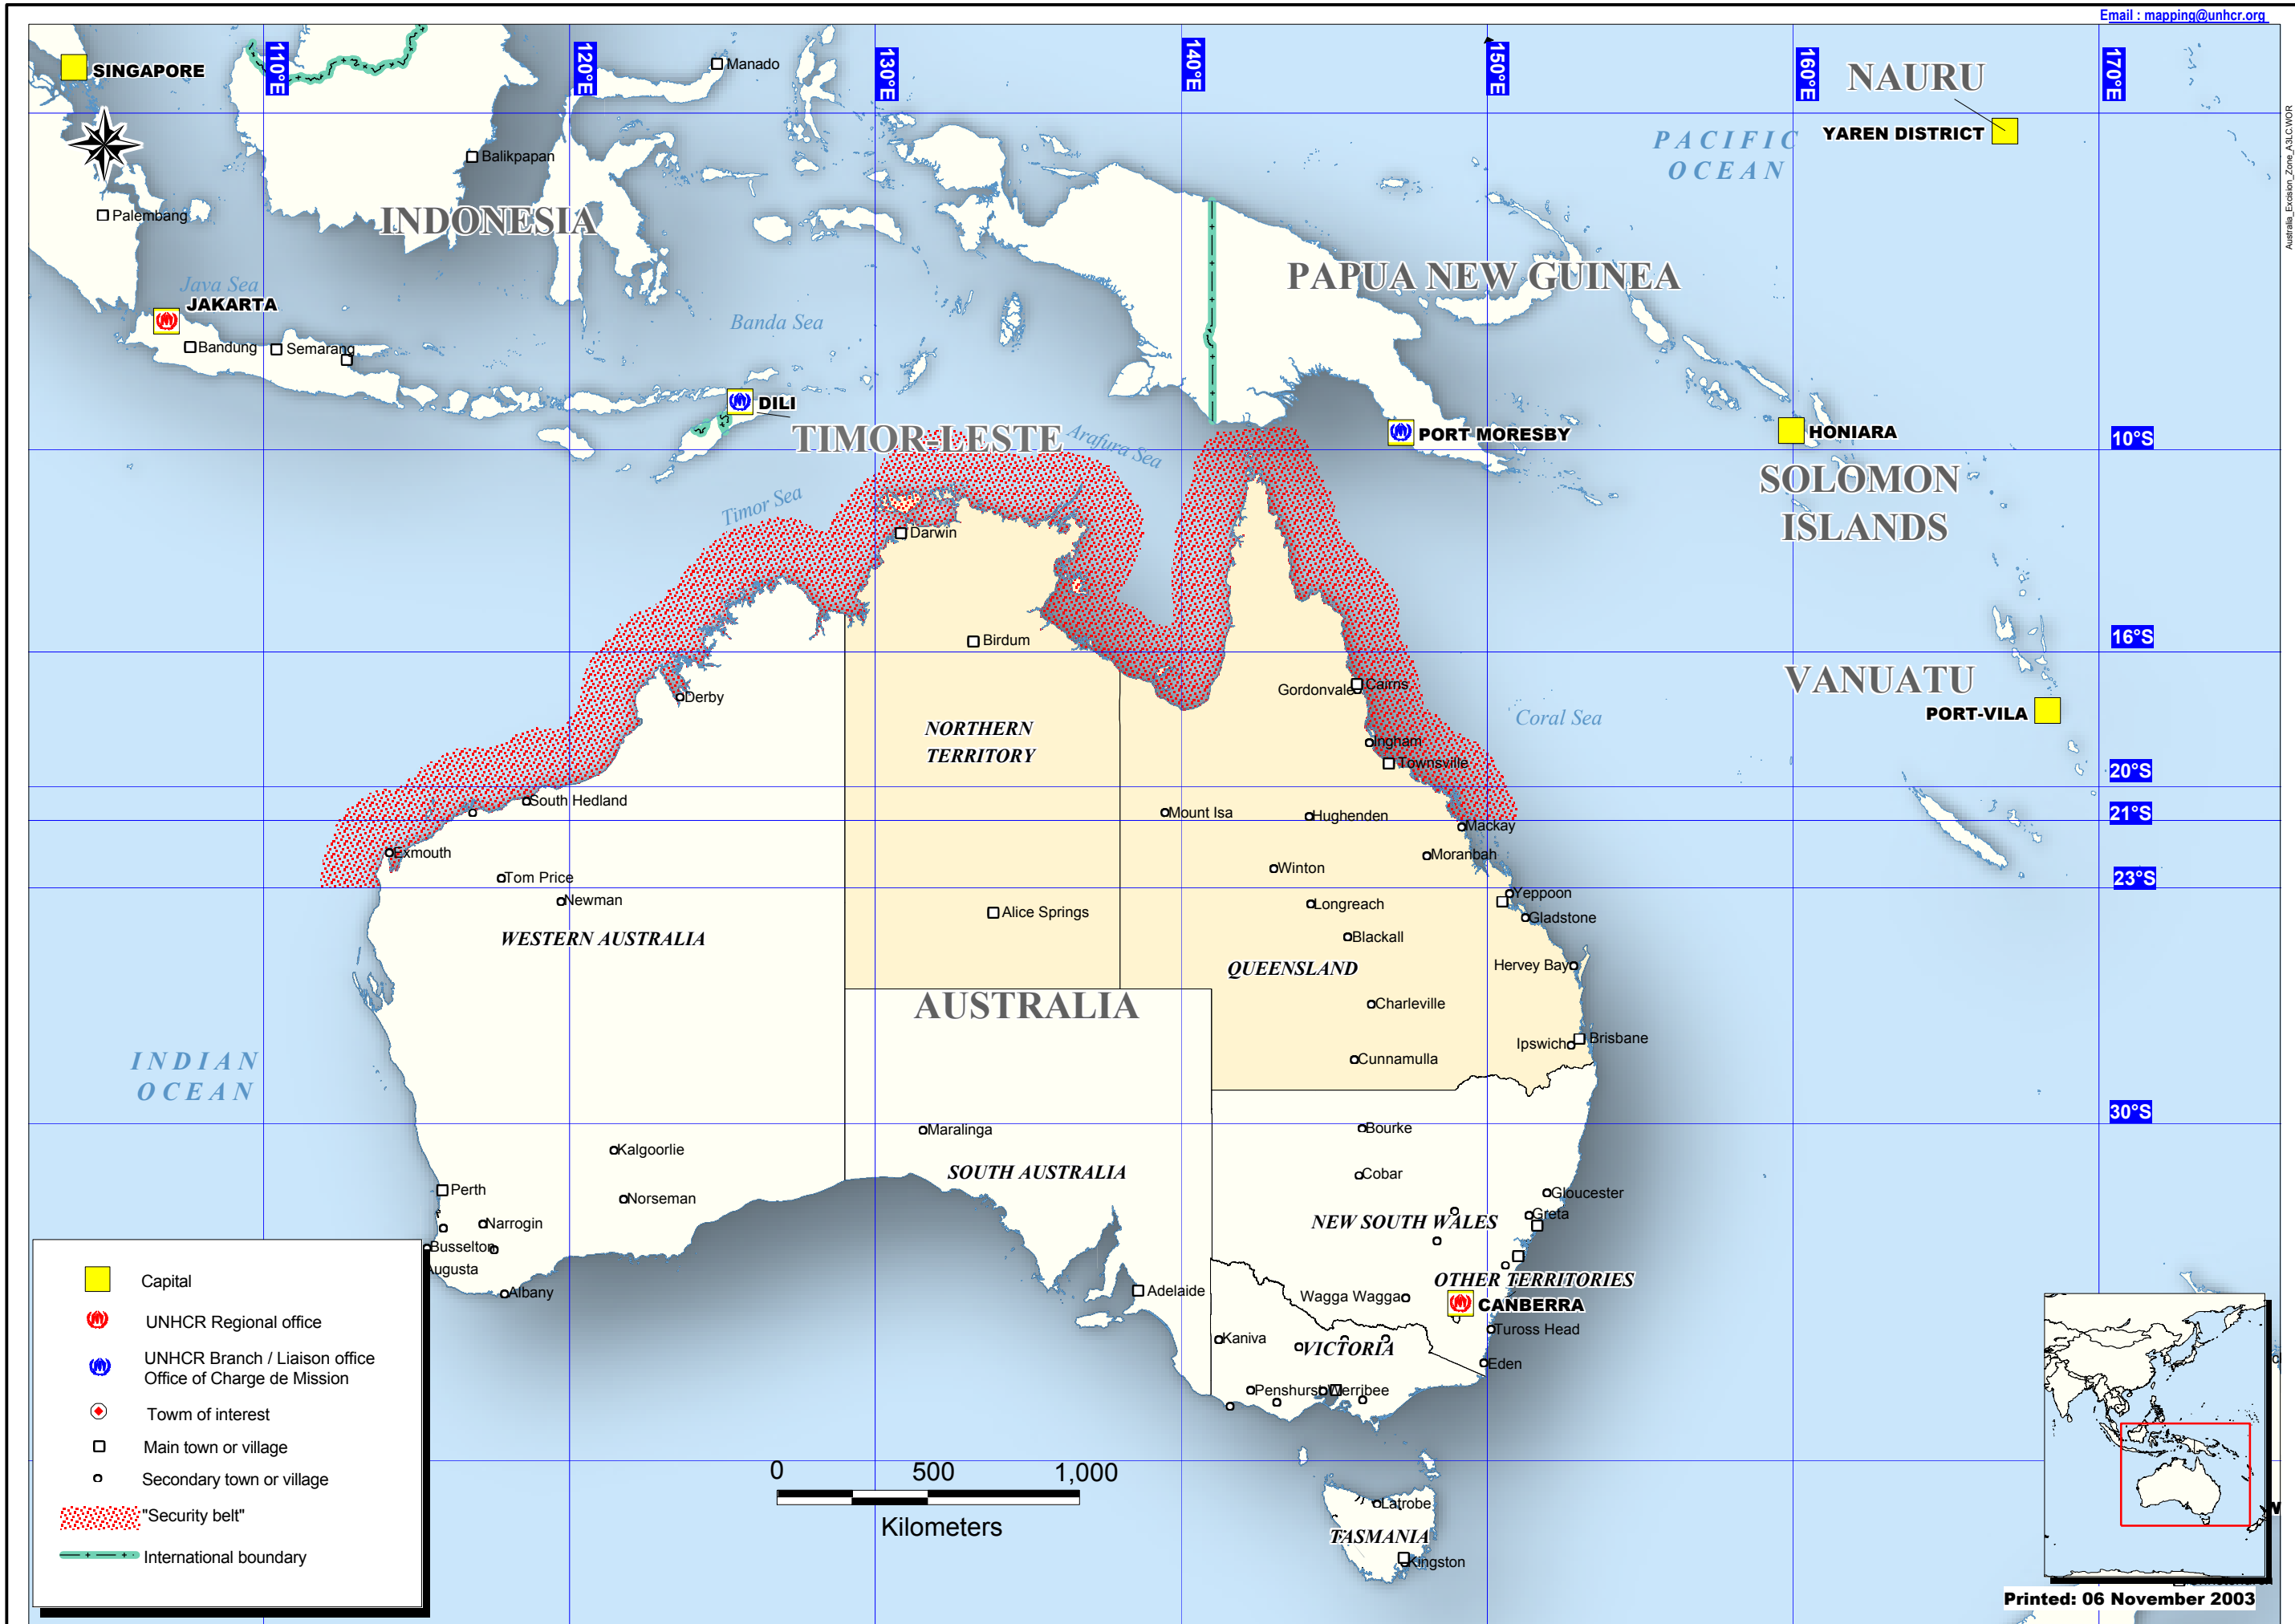 Email : mapping@unhcr.org
Australia_Excision_Zone_A3LC.WOR
110°E
120°E
130°E
140°E
150°E
160°E
170°E
SINGAPORE
Manado
NAURU
YAREN DISTRICT
PACIFIC
OCEAN
Balikpapan
Palembang
INDONESIA
PAPUA NEW GUINEA
Java Sea
JAKARTA
Banda Sea
Bandung
Semarang
DILI
TIMOR-LESTE
Arafura Sea
PORT MORESBY
HONIARA
10°S
SOLOMON
ISLANDS
Timor Sea
Darwin
Birdum
16°S
Derby
Gordonvale
Cairns
VANUATU
PORT-VILA
Coral Sea
NORTHERN
TERRITORY
Ingham
Townsville
20°S
South Hedland
Mount Isa
Hughenden
21°S
Mackay
Exmouth
Moranbah
Tom Price
Winton
23°S
Newman
Longreach
Yeppoon
Alice Springs
Gladstone
WESTERN AUSTRALIA
Blackall
QUEENSLAND
Hervey Bay
AUSTRALIA
Charleville
Ipswich
Brisbane
Cunnamulla
INDIAN
OCEAN
30°S
Maralinga
Bourke
Kalgoorlie
SOUTH AUSTRALIA
Cobar
Perth
Norseman
Gloucester
Narrogin
NEW SOUTH WALES
Greta
Busselton
Augusta
OTHER TERRITORIES
Albany
Adelaide
Wagga Wagga
CANBERRA
Kaniva
Tuross Head
VICTORIA
Eden
Penshurst
Werribee
Latrobe
TASMANIA
Kingston
Capital
UNHCR Regional office
UNHCR Branch / Liaison office
Office of Charge de Mission
Towm of interest
Main town or village
Secondary town or village
"Security belt"
International boundary
0 500 1,000
Kilometers
Printed: 06 November 2003